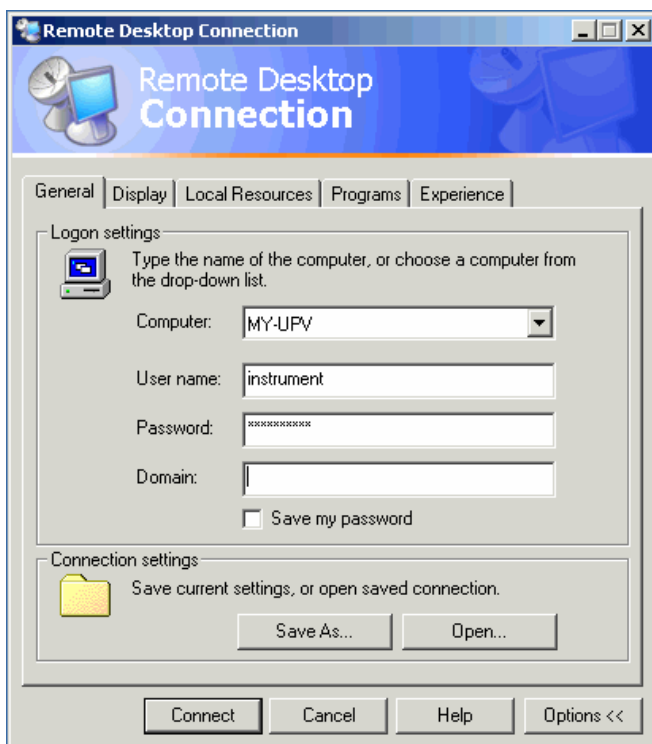 Remote Desktop Connection
Remote Desktop
Connection
General Display Local Resources Programs Experience
Logon settings
Type the name of the computer, or choose a computer from
the drop-down list.
Computer: MY-UPV
User name: instrument
Password: **********
Domain:
Save my password
Connection settings
Save current settings, or open saved connection.
Save As... Open...
Connect Cancel Help Options <<